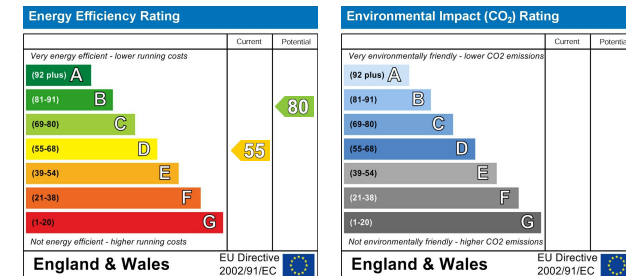 Energy Efficiency Rating
Current Potential
Very energy efficient - lower running costs
(92 plus) A
(81-91) B
(69-80) C
(55-68) D
(39-54) E
(21-38) F
(1-20) G
80
55
Not energy efficient - higher running costs
England & Wales
EU Directive
2002/91/EC
Environmental Impact (CO₂) Rating
Current Potential
Very environmentally friendly - lower CO2 emissions
(92 plus) A
(81-91) B
(69-80) C
(55-68) D
(39-54) E
(21-38) F
(1-20) G
Not environmentally friendly - higher CO2 emissions
England & Wales
EU Directive
2002/91/EC